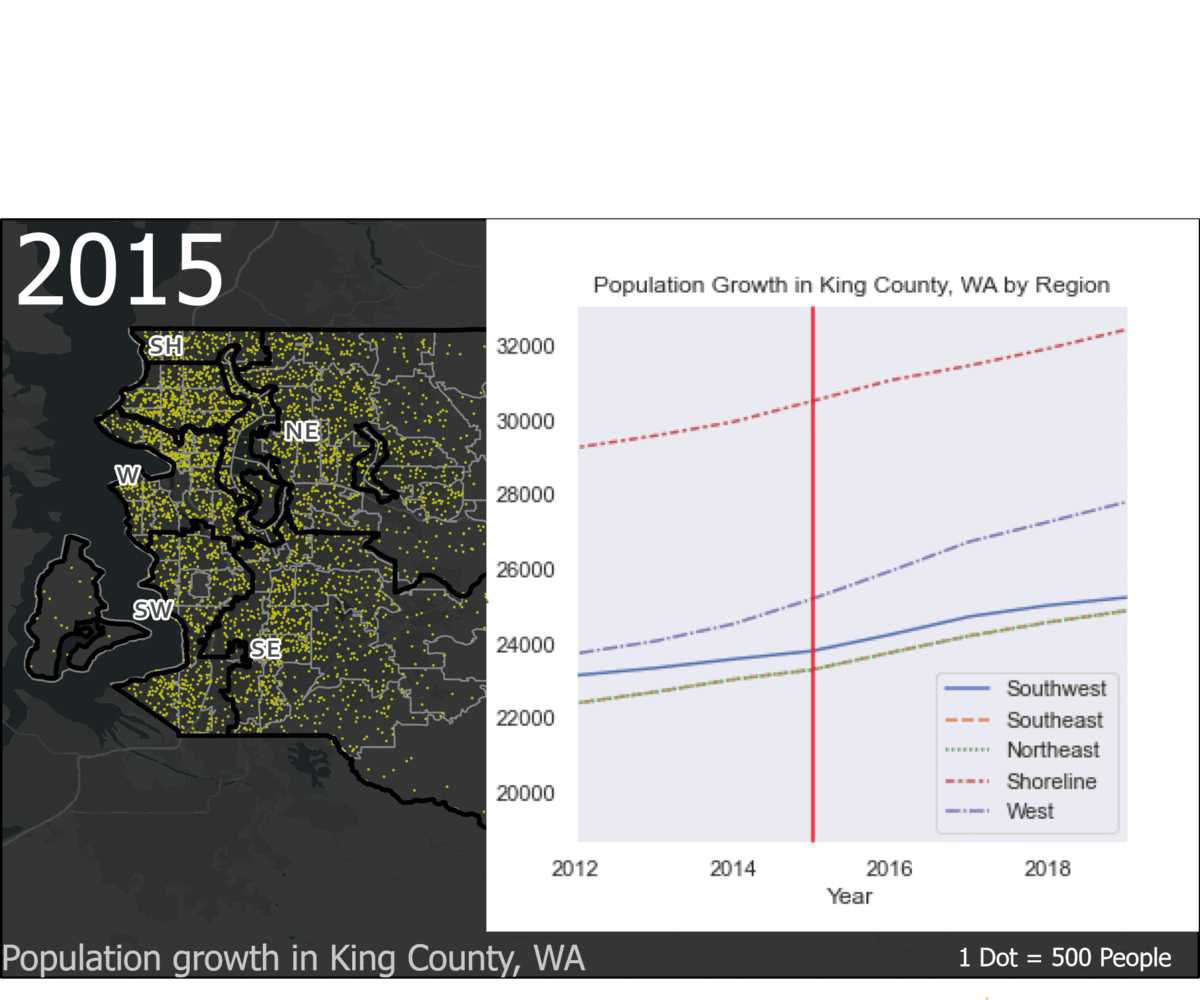 2015
SH
NE
W
SW
SE
Population Growth in King County, WA by Region
32000
30000
28000
26000
24000
22000
20000
Southwest
Southeast
Northeast
Shoreline
West
2012 2014 2016 2018
Year
Population growth in King County, WA
1 Dot = 500 People